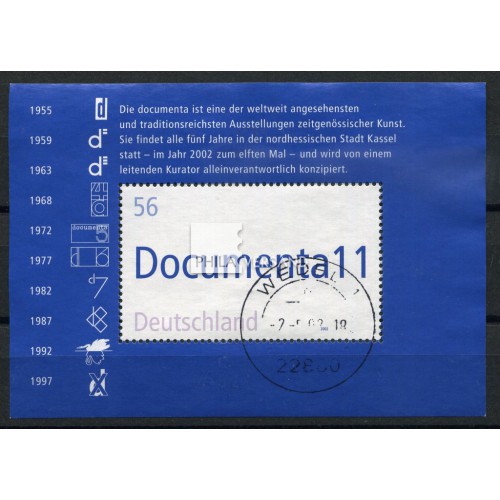 1955
1959
1963
1968
1972
1977
1982
1987
1992
1997
d
d
d
documenta
Die documenta ist eine der weltweit angesehensten
und traditionsreichsten Ausstellungen zeitgenössischer Kunst.
Sie findet alle fünf Jahre in der nordhessischen Stadt Kassel
statt – im Jahr 2002 zum elften Mal – und wird von einem
leitenden Kurator alleinverantwortlich konzipiert.
56
Documenta11
Deutschland